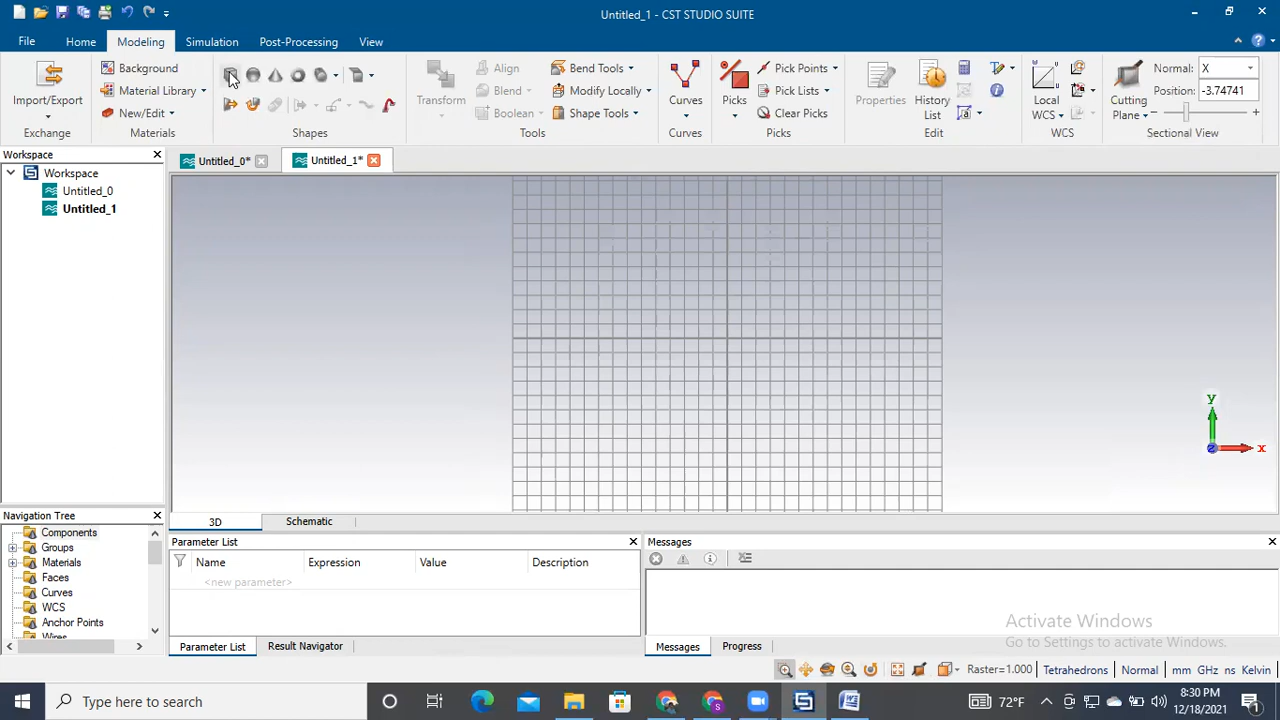 Untitled_1 - CST STUDIO SUITE
File Home Modeling Simulation Post-Processing View
Import/Export
Exchange
Background
Material Library
New/Edit
Materials
Shapes
Transform
Align
Blend
Boolean
Bend Tools
Modify Locally
Shape Tools
Tools
Curves
Curves
Picks
Pick Points
Pick Lists
Clear Picks
Picks
Properties
History List
Edit
Local WCS
WCS
Cutting Plane
Normal: X
Position: -3.74741
Sectional View
Workspace
Untitled_0*
Untitled_1*
Workspace
Untitled_0
Untitled_1
y
x
z
3D Schematic
Navigation Tree
Components
Groups
Materials
Faces
Curves
WCS
Anchor Points
Wires
Parameter List
Name Expression Value Description
<new parameter>
Parameter List Result Navigator
Messages
Activate Windows
Go to Settings to activate Windows.
Messages Progress
Raster=1.000 Tetrahedrons Normal mm GHz ns Kelvin
Type here to search
72°F
8:30 PM
12/18/2021
1